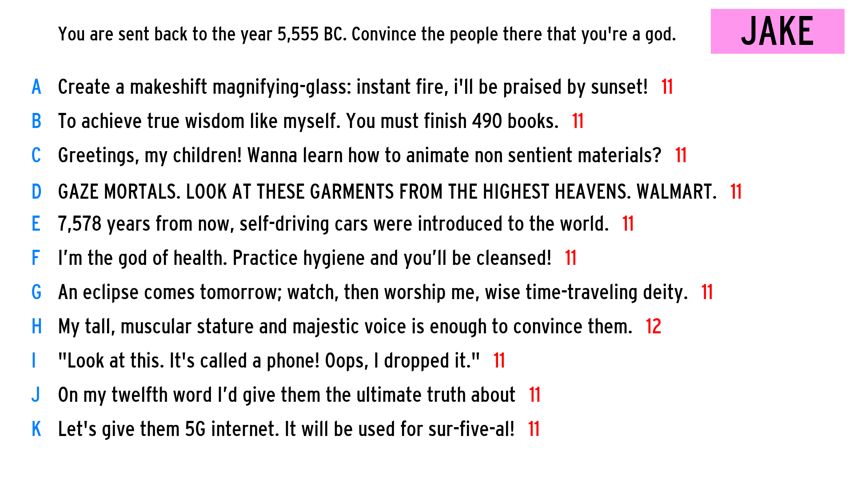 You are sent back to the year 5,555 BC. Convince the people there that you're a god.
JAKE
A Create a makeshift magnifying-glass: instant fire, i'll be praised by sunset! 11
B To achieve true wisdom like myself. You must finish 490 books. 11
C Greetings, my children! Wanna learn how to animate non sentient materials? 11
D GAZE MORTALS. LOOK AT THESE GARMENTS FROM THE HIGHEST HEAVENS. WALMART. 11
E 7,578 years from now, self-driving cars were introduced to the world. 11
F I’m the god of health. Practice hygiene and you’ll be cleansed! 11
G An eclipse comes tomorrow; watch, then worship me, wise time-traveling deity. 11
H My tall, muscular stature and majestic voice is enough to convince them. 12
I "Look at this. It's called a phone! Oops, I dropped it." 11
J On my twelfth word I’d give them the ultimate truth about 11
K Let's give them 5G internet. It will be used for sur-five-al! 11